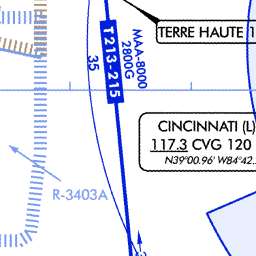 TERRE HAUTE 1
MAA-8000
2800G
T213-215
35
CINCINNATI (L)
117.3 CVG 120
N39°00.96' W84°42.
R-3403A